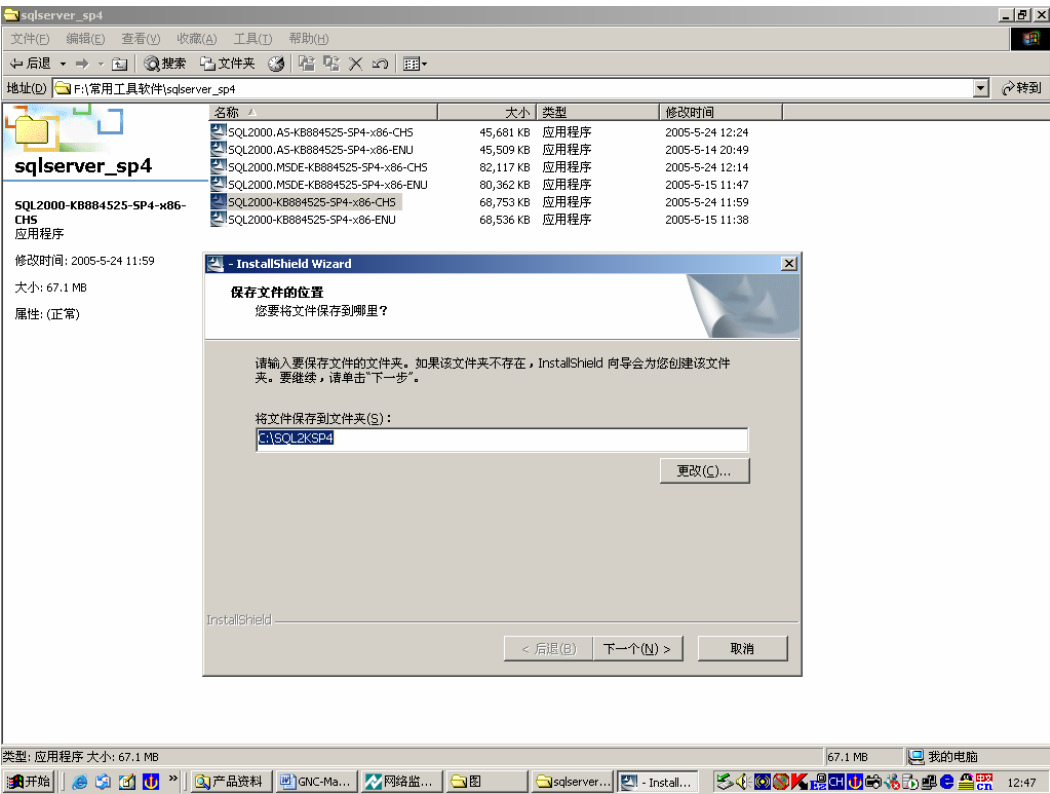 sqlserver_sp4
文件(F) 编辑(E) 查看(V) 收藏(A) 工具(T) 帮助(H)
后退 搜索 文件夹
地址(D) F:\常用工具软件\sqlserver_sp4 转到
名称 大小 类型 修改时间
SQL2000.AS-KB884525-SP4-x86-CHS 45,681 KB 应用程序 2005-5-24 12:24
SQL2000.AS-KB884525-SP4-x86-ENU 45,509 KB 应用程序 2005-5-14 20:49
SQL2000.MSDE-KB884525-SP4-x86-CHS 82,117 KB 应用程序 2005-5-24 12:14
SQL2000.MSDE-KB884525-SP4-x86-ENU 80,362 KB 应用程序 2005-5-15 11:47
SQL2000-KB884525-SP4-x86-CHS 68,753 KB 应用程序 2005-5-24 11:59
SQL2000-KB884525-SP4-x86-ENU 68,536 KB 应用程序 2005-5-15 11:38
sqlserver_sp4
SQL2000-KB884525-SP4-x86-
CHS
应用程序
修改时间: 2005-5-24 11:59
大小: 67.1 MB
属性: (正常)
- InstallShield Wizard
保存文件的位置
您要将文件保存到哪里？
请输入要保存文件的文件夹。如果该文件夹不存在，InstallShield 向导会为您创建该文件
夹。要继续，请单击“下一步”。
将文件保存到文件夹(S)：
C:\SQL2KSP4
更改(C)...
InstallShield
< 后退(B) 下一个(N) > 取消
类型: 应用程序 大小: 67.1 MB 67.1 MB 我的电脑
开始 » 产品资料 GNC-Ma... 网络监... 图 sqlserver... - Install... CH 12:47